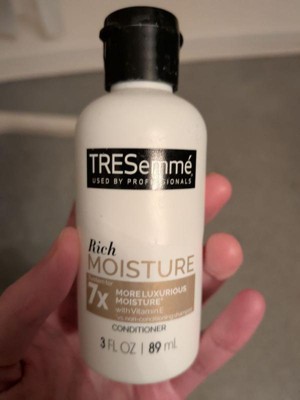 TRESemmé
USED BY PROFESSIONALS
Rich
MOISTURE
7x
MORE LUXURIOUS
MOISTURE*
with Vitamin E
CONDITIONER
3 FL OZ | 89 mL